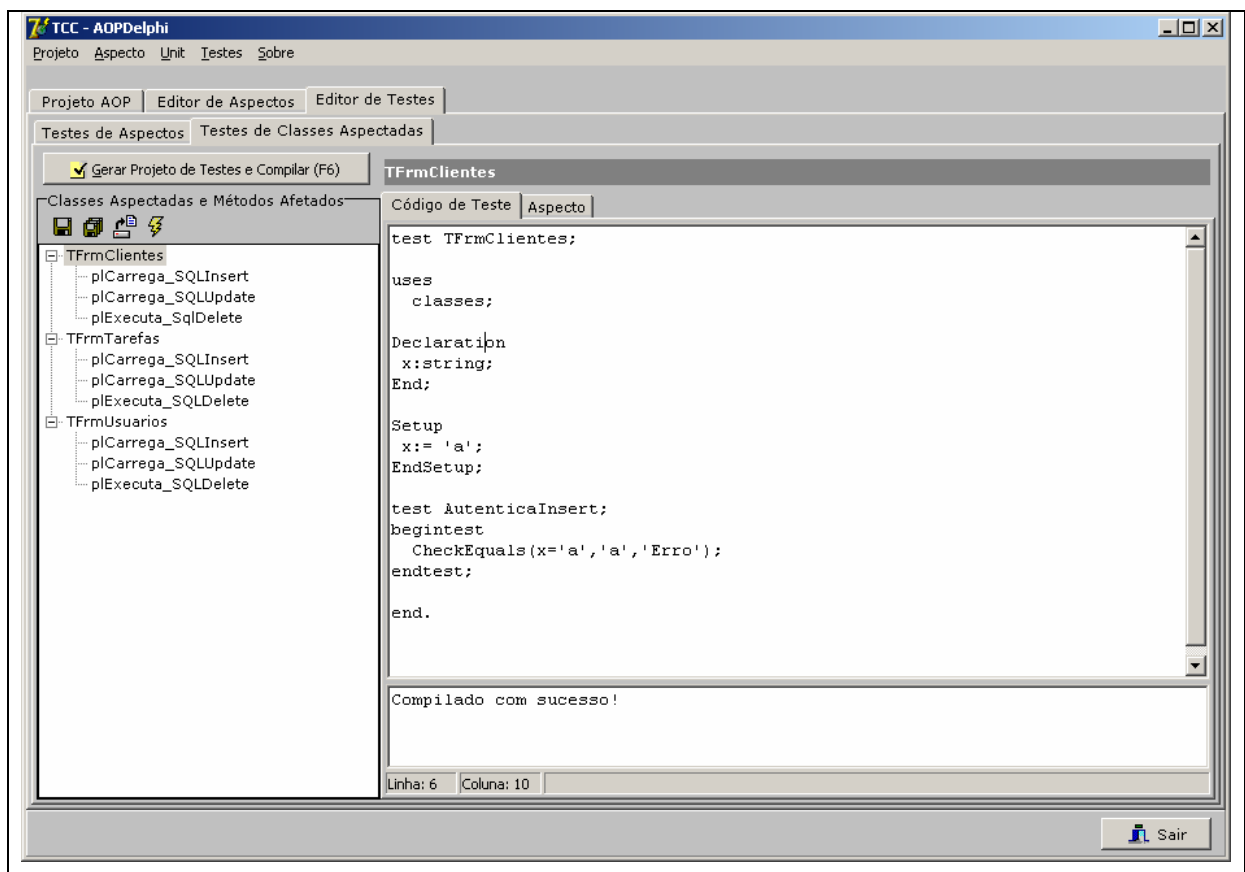 TCC - AOPDelphi
Projeto Aspecto Unit Testes Sobre
Projeto AOP Editor de Aspectos Editor de Testes
Testes de Aspectos Testes de Classes Aspectadas
Gerar Projeto de Testes e Compilar (F6)
Classes Aspectadas e Métodos Afetados
TFrmClientes
plCarrega_SQLInsert
plCarrega_SQLUpdate
plExecuta_SqlDelete
TFrmTarefas
plCarrega_SQLInsert
plCarrega_SQLUpdate
plExecuta_SQLDelete
TFrmUsuarios
plCarrega_SQLInsert
plCarrega_SQLUpdate
plExecuta_SQLDelete
TFrmClientes
Código de Teste Aspecto
test TFrmClientes;
uses
classes;
Declaration
x:string;
End;
Setup
x:= 'a';
EndSetup;
test AutenticaInsert;
begintest
CheckEquals(x='a','a','Erro');
endtest;
end.
Compilado com sucesso!
Linha: 6 Coluna: 10
Sair